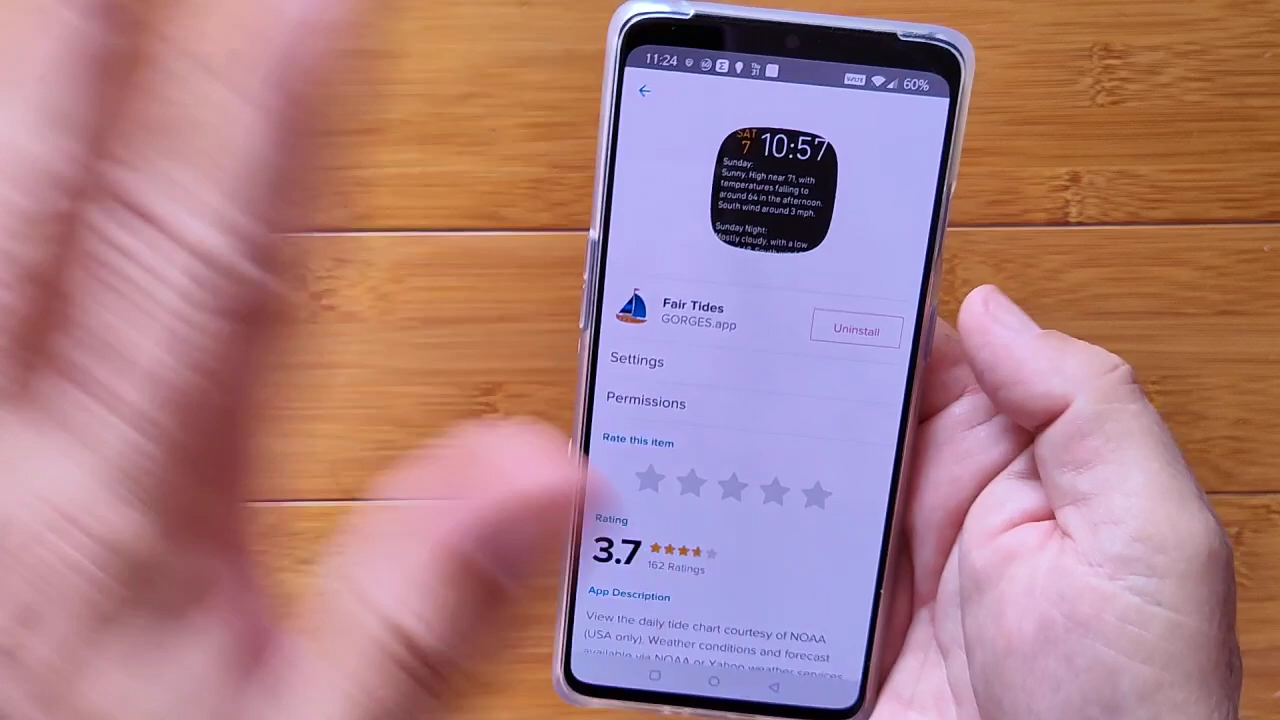 11:24
60%
SAT
7
10:57
Sunday:
Sunny. High near 71, with
temperatures falling to
around 64 in the afternoon.
South wind around 3 mph.
Sunday Night:
Mostly cloudy, with a low
Fair Tides
GORGES.app
Uninstall
Settings
Permissions
Rate this item
Rating
3.7
162 Ratings
App Description
View the daily tide chart courtesy of NOAA
(USA only). Weather conditions and forecast
available via NOAA or Yahoo weather services.